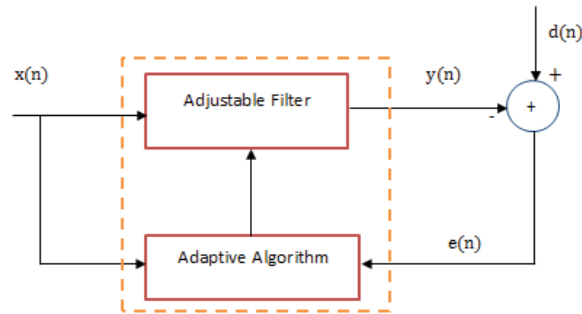 d(n)
x(n)
y(n)
+
Adjustable Filter
+
-
e(n)
Adaptive Algorithm